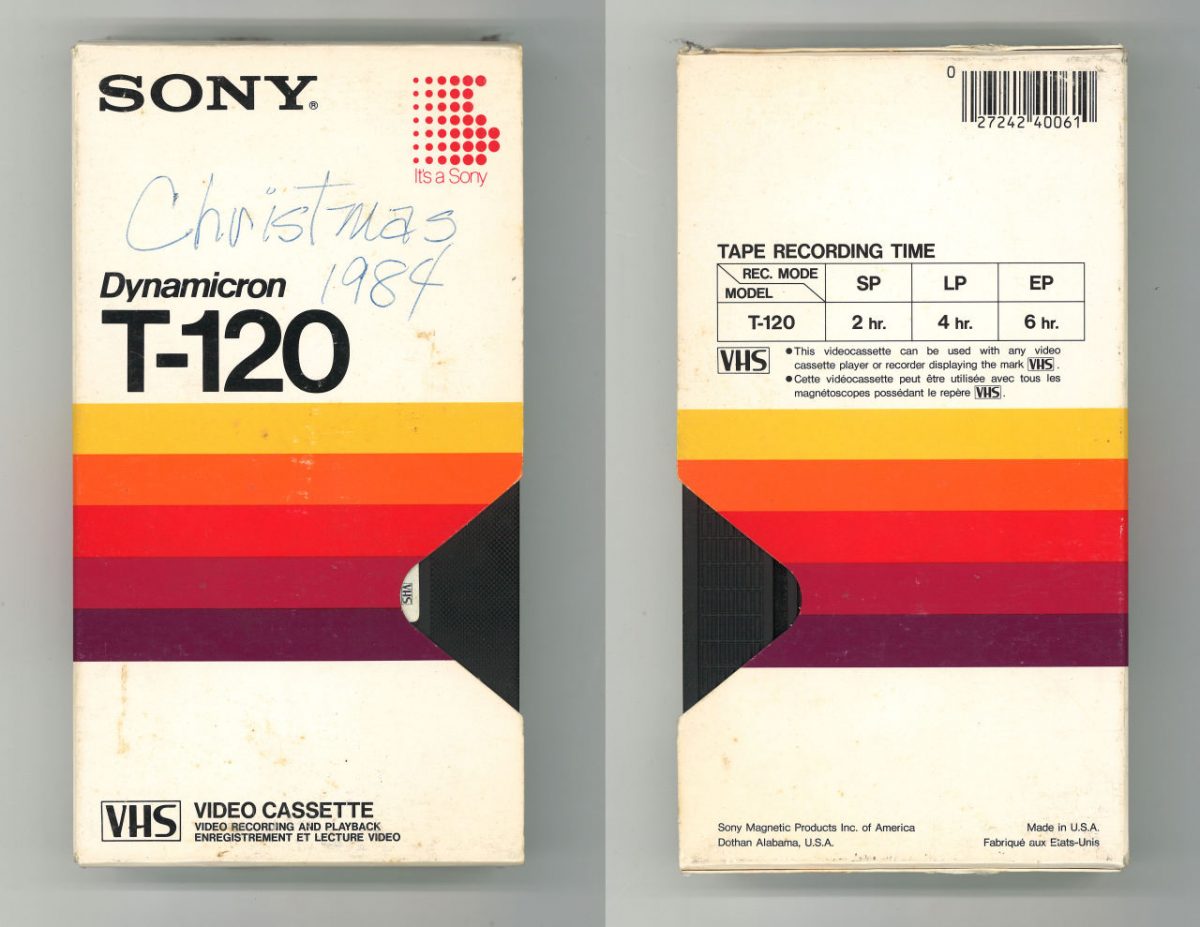 SONY®
It's a Sony
Christmas
1984
Dynamicron
T-120
VHS
VHS
VIDEO CASSETTE
VIDEO RECORDING AND PLAYBACK
ENREGISTREMENT ET LECTURE VIDEO
0
27242 40061
TAPE RECORDING TIME
REC. MODE
MODEL
SP
LP
EP
T-120
2 hr.
4 hr.
6 hr.
VHS
●This videocassette can be used with any video
cassette player or recorder displaying the mark VHS.
●Cette vidéocassette peut être utilisée avec tous les
magnétoscopes possédant le repère VHS.
Sony Magnetic Products Inc. of America
Dothan Alabama, U.S.A.
Made in U.S.A.
Fabriqué aux Etats-Unis